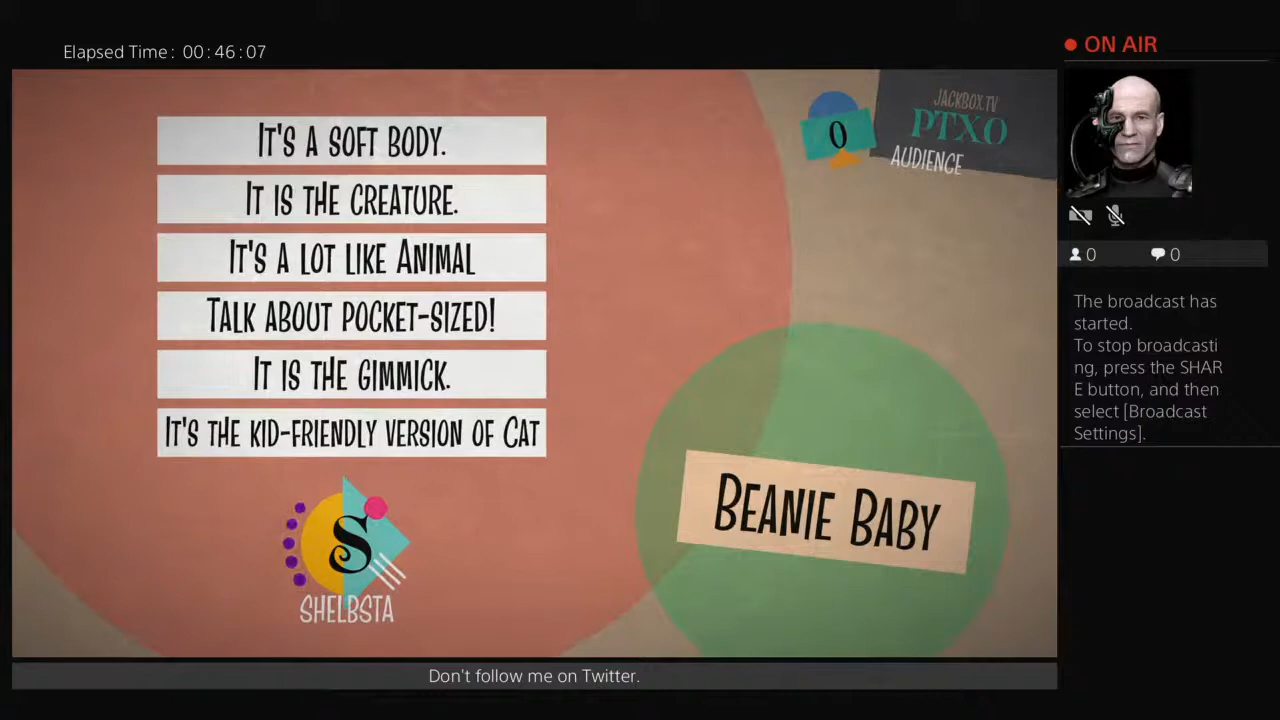 Elapsed Time: 00:46:07
ON AIR
IT'S A SOFT BODY.
IT IS THE CREATURE.
IT'S A LOT LIKE ANIMAL
TALK ABOUT POCKET-SIZED!
IT IS THE GIMMICK.
IT'S THE KID-FRIENDLY VERSION OF CAT
S
SHELBSTA
0
JACKBOX.TV
PTXO
AUDIENCE
BEANIE BABY
0
0
The broadcast has
started.
To stop broadcasti
ng, press the SHAR
E button, and then
select [Broadcast
Settings].
Don't follow me on Twitter.